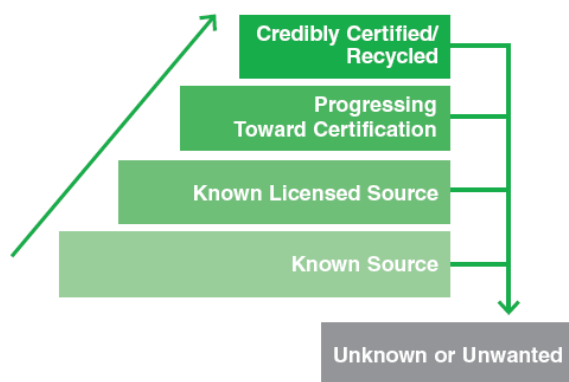 Credibly Certified/
Recycled
Progressing
Toward Certification
Known Licensed Source
Known Source
Unknown or Unwanted